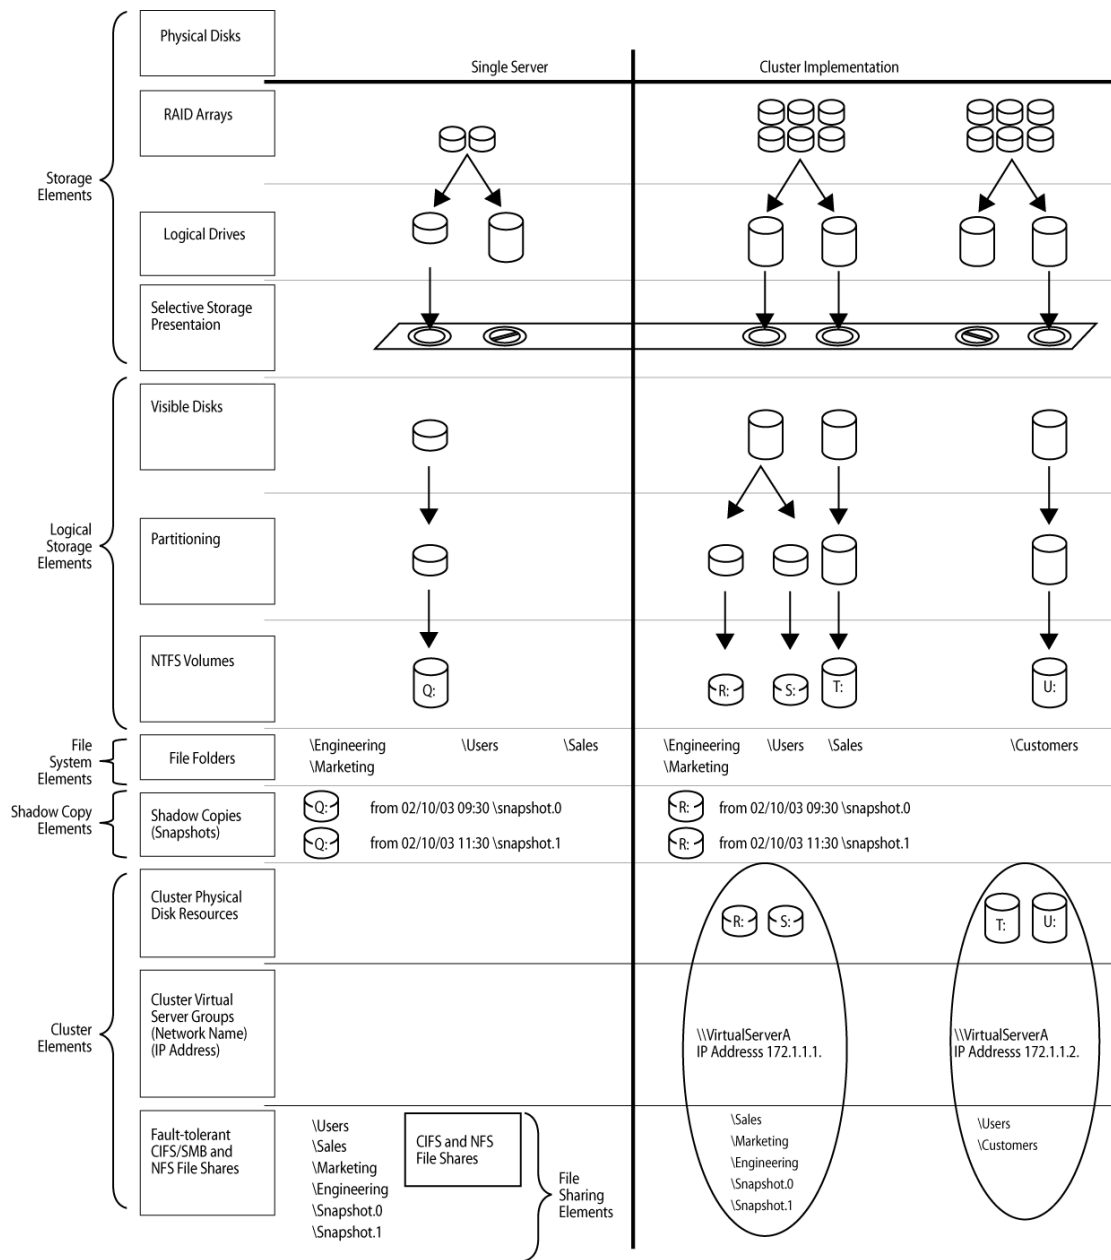 Physical Disks
Single Server
Cluster Implementation
RAID Arrays
Storage
Elements
Logical Drives
Selective Storage
Presentaion
Visible Disks
Logical
Storage
Elements
Partitioning
NTFS Volumes
Q:
R:
S:
T:
U:
File
System
Elements
File Folders
\Engineering
\Users
\Sales
\Marketing
\Engineering
\Users
\Sales
\Customers
\Marketing
Shadow Copy
Elements
Shadow Copies
(Snapshots)
Q:
from 02/10/03 09:30 \snapshot.0
R:
from 02/10/03 09:30 \snapshot.0
Q:
from 02/10/03 11:30 \snapshot.1
R:
from 02/10/03 11:30 \snapshot.1
Cluster
Elements
Cluster Physical
Disk Resources
R:
S:
T:
U:
Cluster Virtual
Server Groups
(Network Name)
(IP Address)
\\VirtualServerA
IP Addresss 172.1.1.1.
\\VirtualServerA
IP Addresss 172.1.1.2.
Fault-tolerant
CIFS/SMB and
NFS File Shares
\Users
\Sales
\Marketing
\Engineering
\Snapshot.0
\Snapshot.1
CIFS and NFS
File Shares
File
Sharing
Elements
\Sales
\Marketing
\Engineering
\Snapshot.0
\Snapshot.1
\Users
\Customers